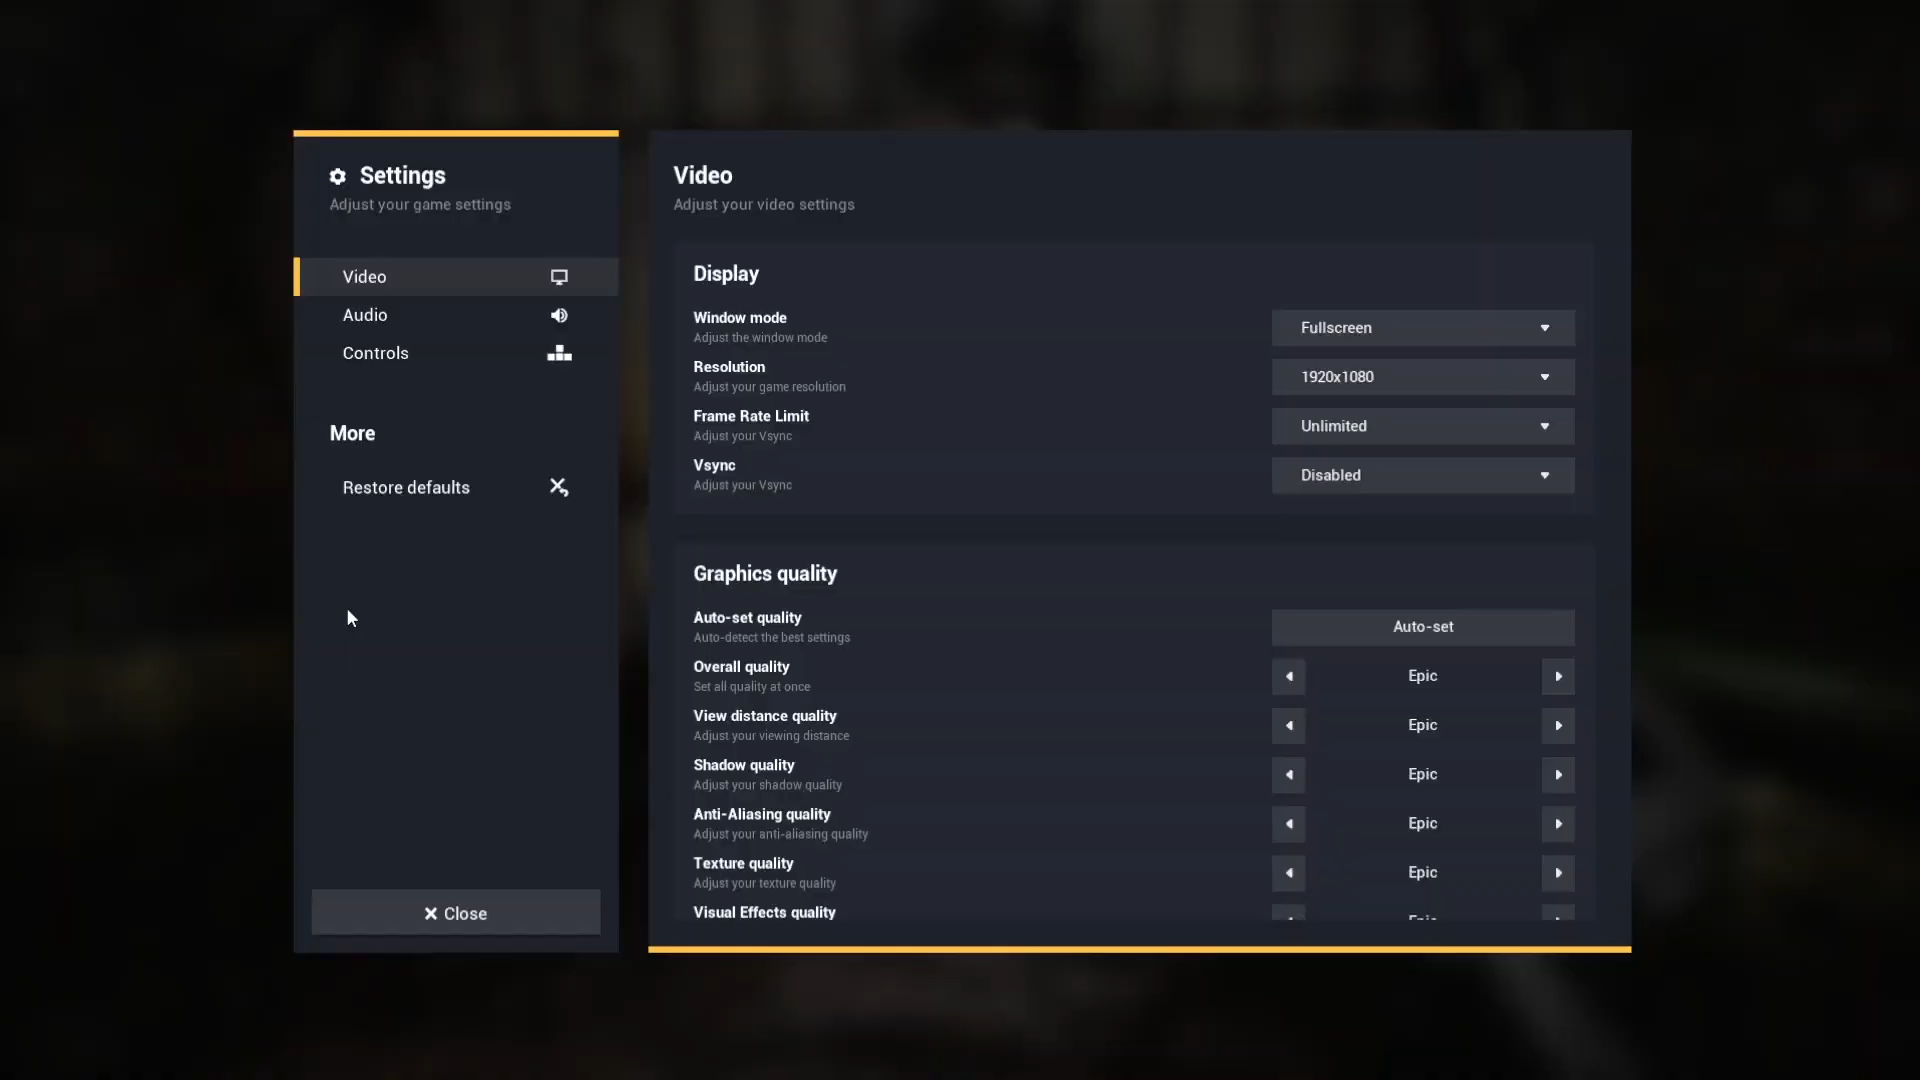 Settings
Adjust your game settings
Video
Audio
Controls
More
Restore defaults
Close
Video
Adjust your video settings
Display
Window mode
Adjust the window mode
Fullscreen
Resolution
Adjust your game resolution
1920x1080
Frame Rate Limit
Adjust your Vsync
Unlimited
Vsync
Adjust your Vsync
Disabled
Graphics quality
Auto-set quality
Auto-detect the best settings
Auto-set
Overall quality
Set all quality at once
Epic
View distance quality
Adjust your viewing distance
Epic
Shadow quality
Adjust your shadow quality
Epic
Anti-Aliasing quality
Adjust your anti-aliasing quality
Epic
Texture quality
Adjust your texture quality
Epic
Visual Effects quality
Epic